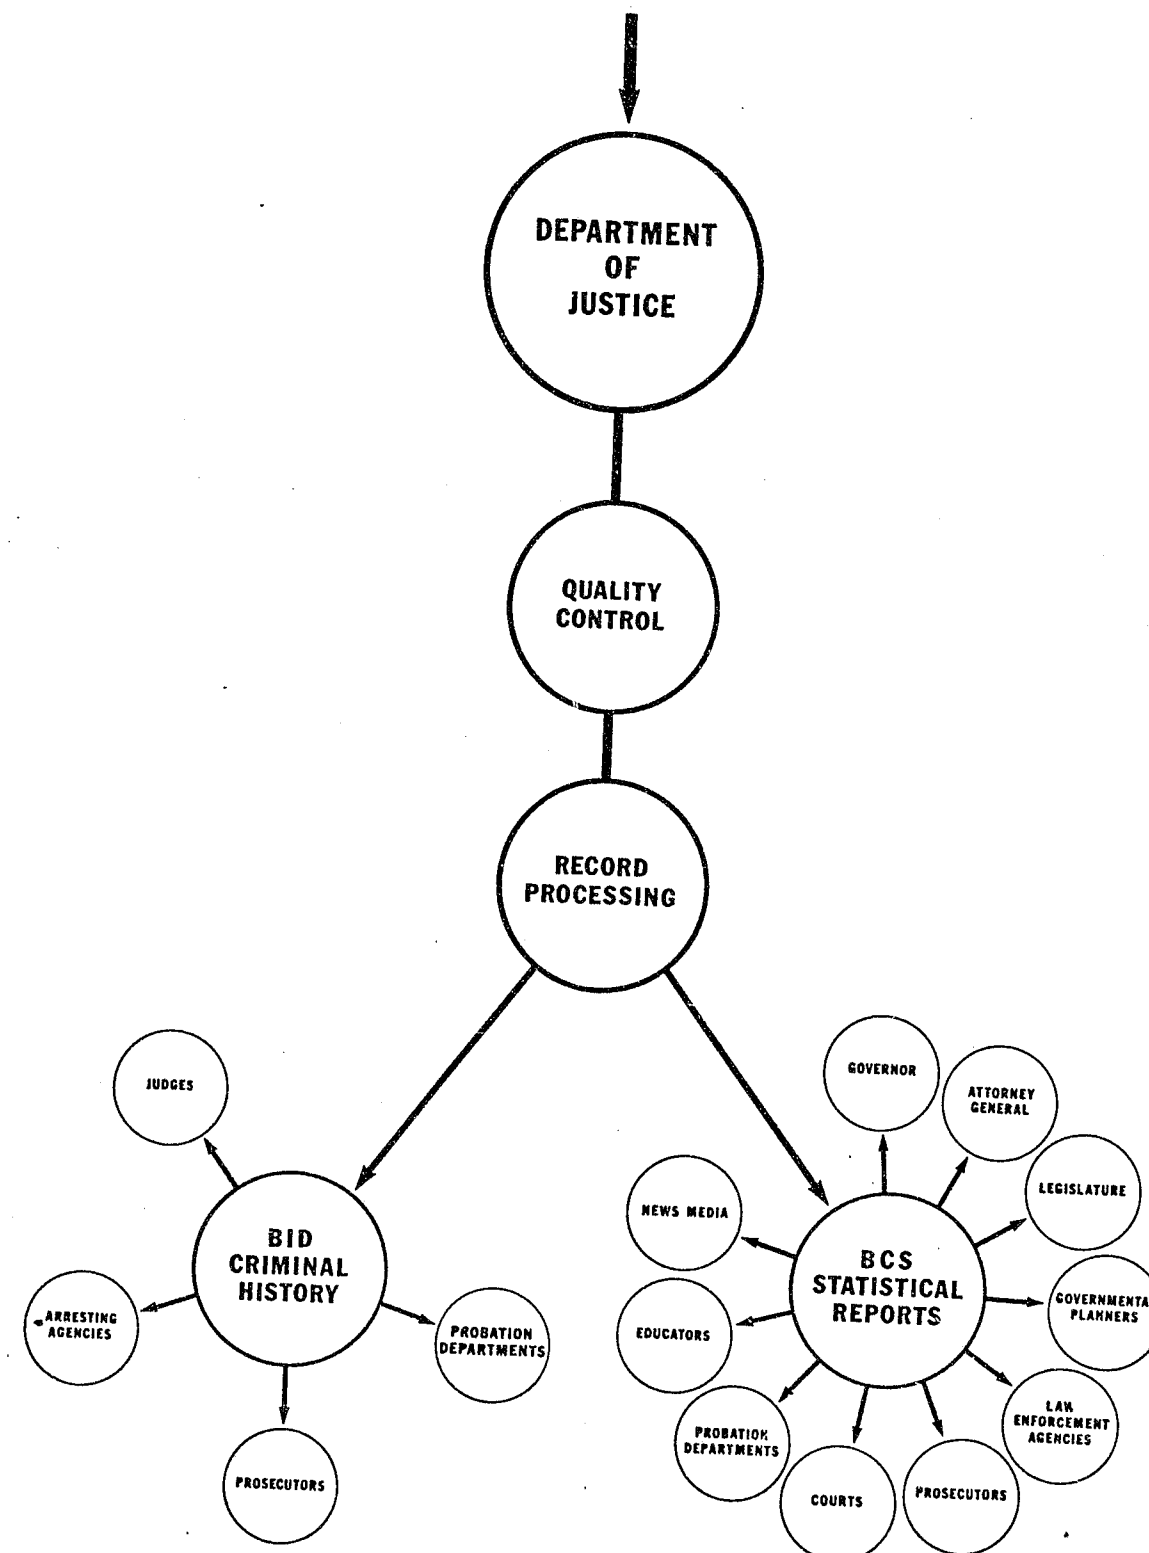 DEPARTMENT
OF
JUSTICE
QUALITY
CONTROL
RECORD
PROCESSING
JUDGES
BID
CRIMINAL
HISTORY
ARRESTING
AGENCIES
PROBATION
DEPARTMENTS
PROSECUTORS
GOVERNOR
ATTORNEY
GENERAL
LEGISLATURE
NEWS MEDIA
BCS
STATISTICAL
REPORTS
GOVERNMENTA
PLANNERS
EDUCATORS
LAW
ENFORCEMENT
AGENCIES
PROBATION
DEPARTMENTS
COURTS
PROSECUTORS